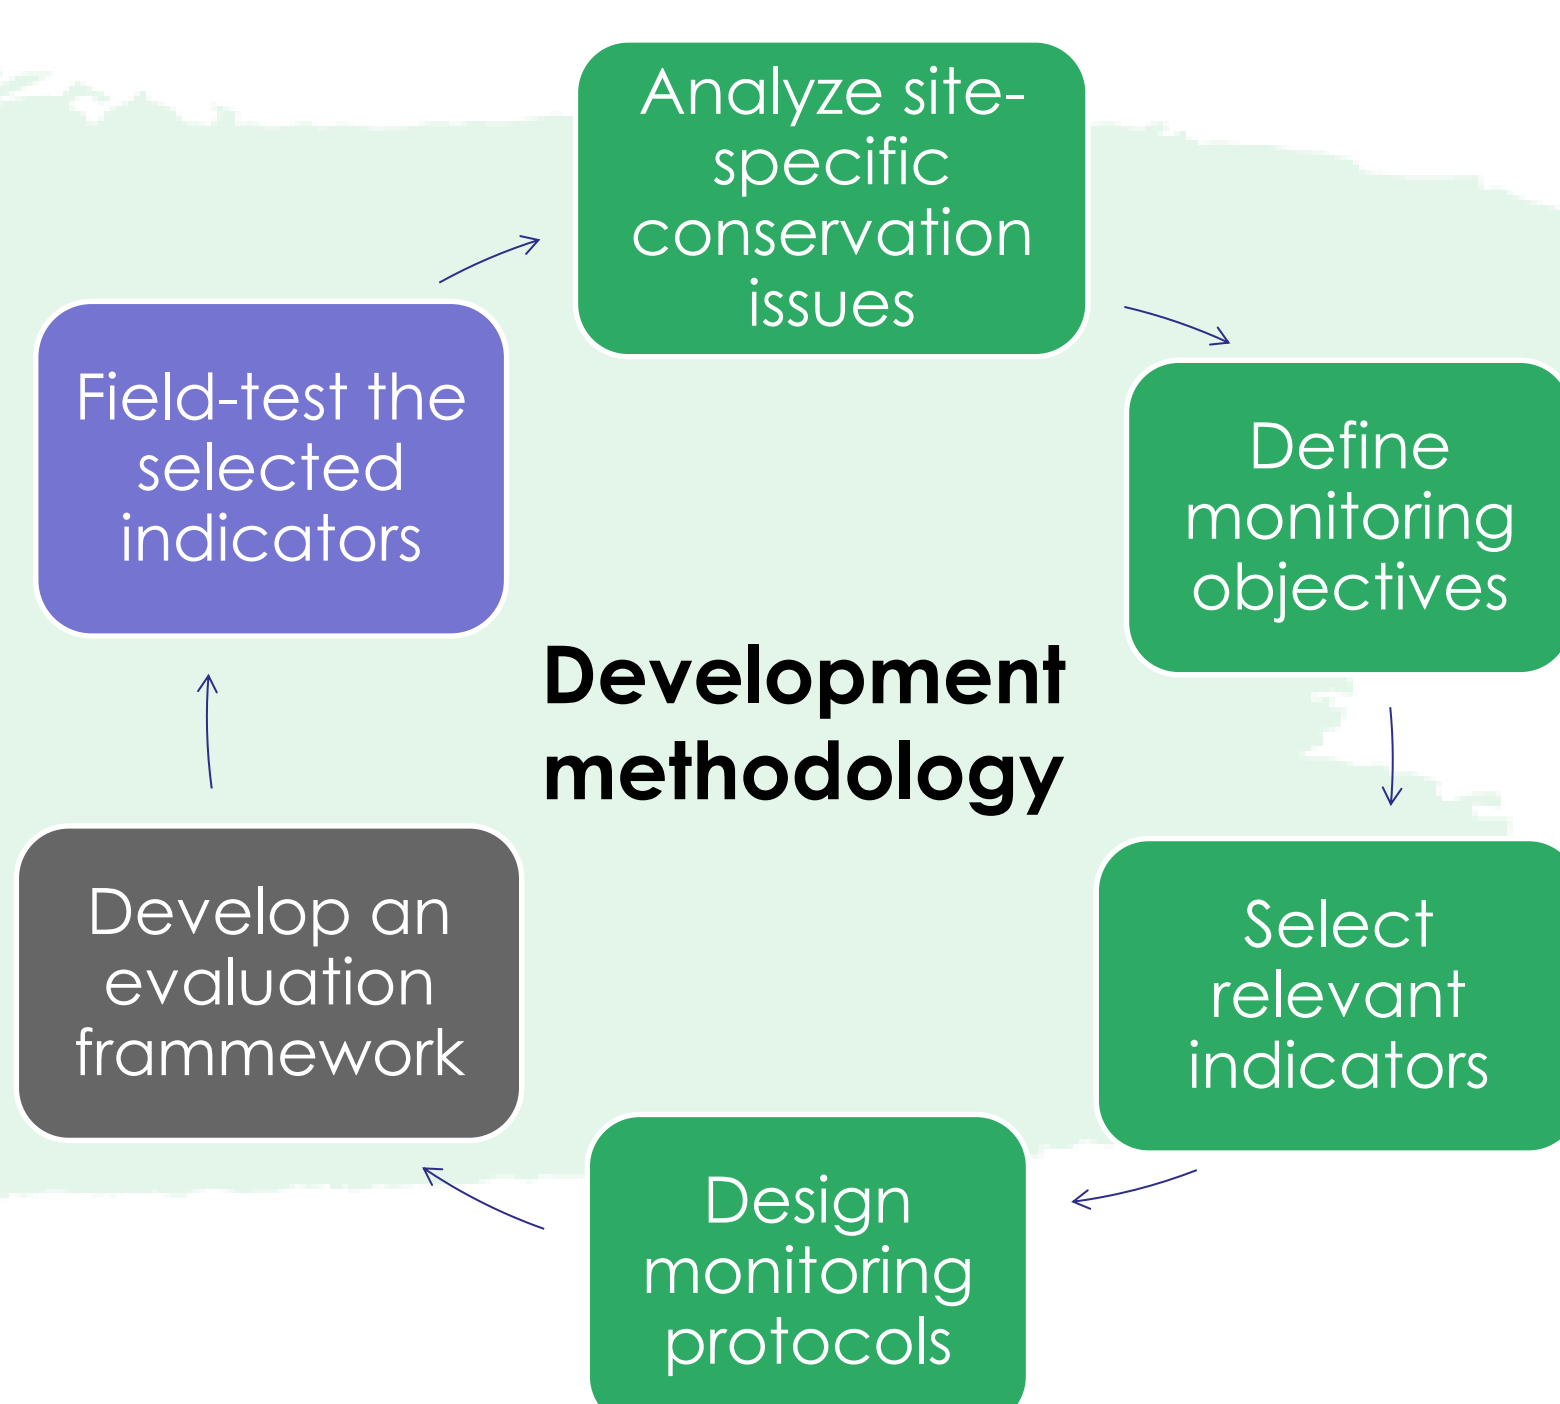 Analyze site-
specific
conservation
issues
Define
monitoring
objectives
Select
relevant
indicators
Design
monitoring
protocols
Develop an
evaluation
frammework
Field-test the
selected
indicators
Development
methodology